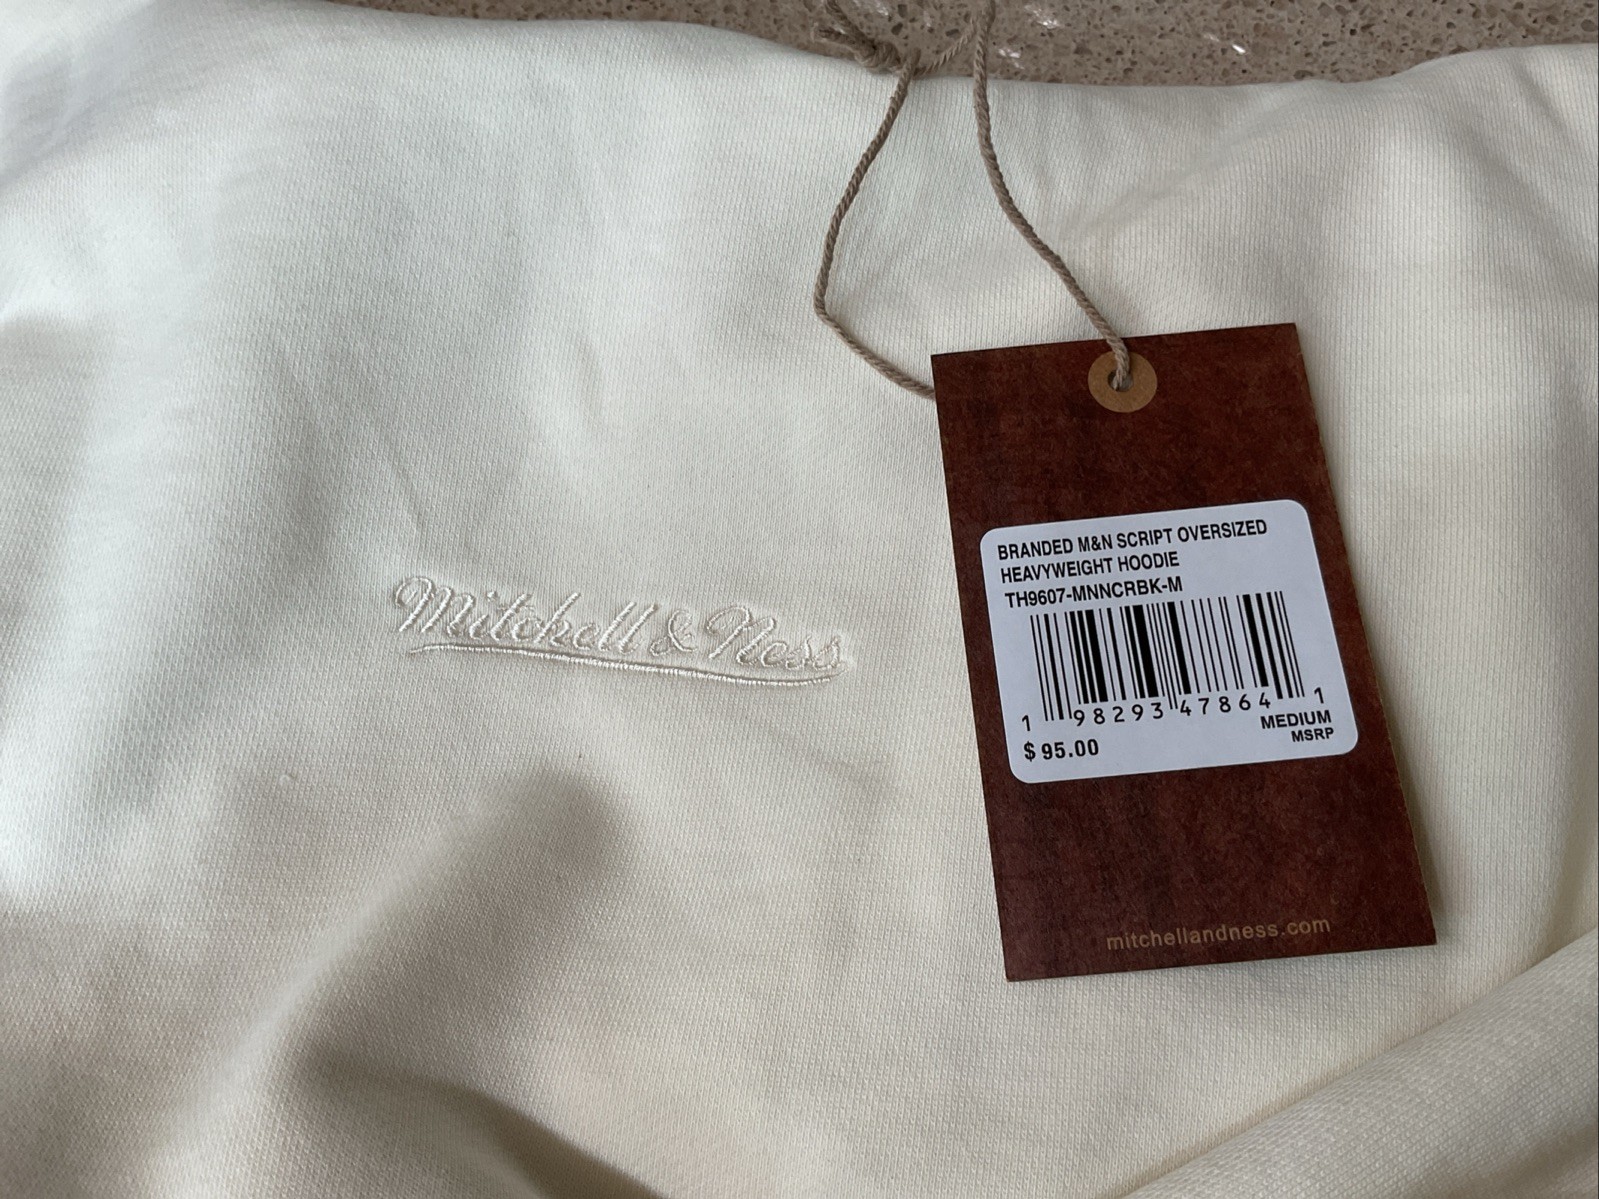 Mitchell & Ness
BRANDED M&N SCRIPT OVERSIZED
HEAVYWEIGHT HOODIE
TH9607-MNNCRBK-M
1 98293 47864 1
MEDIUM
$ 95.00
MSRP
mitchellandness.com